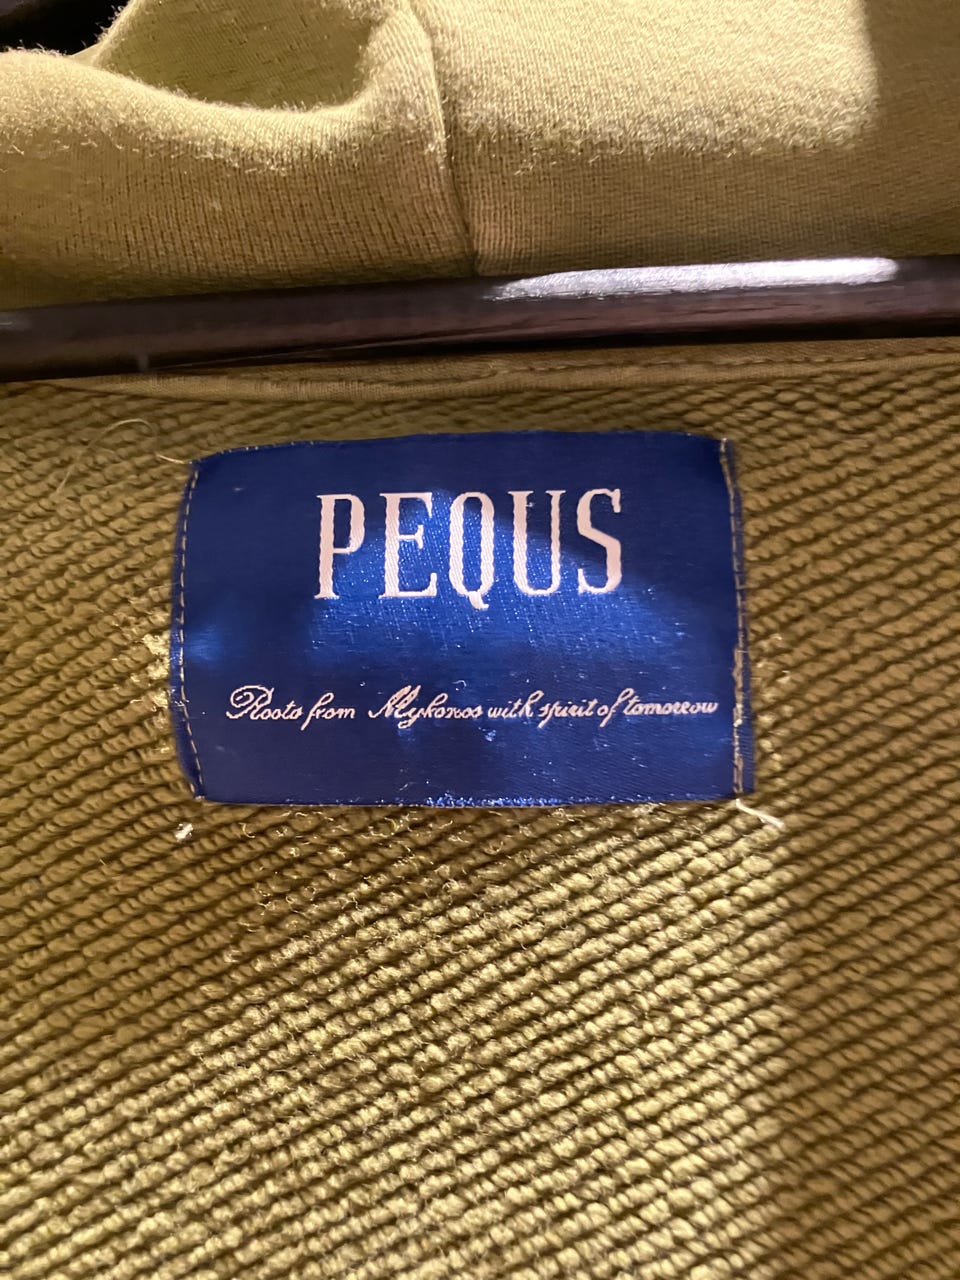 PEQUS
Roots from Mykonos with spirit of tomorrow